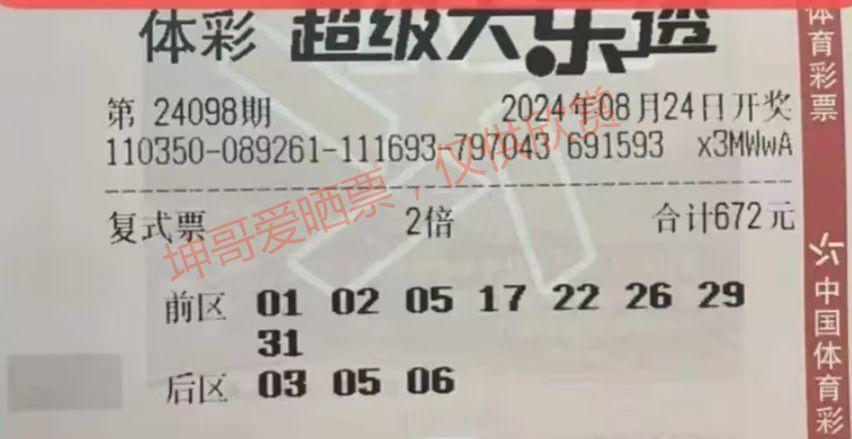 体彩 超级大乐透
第 24098期 2024年08月24日开奖
110350-089261-111693-797043 691593 x3MWwA
复式票 2倍 合计672元
前区 01 02 05 17 22 26 29
31
后区 03 05 06
坤哥爱晒票，仅供欣赏
体育彩票
中国体育彩